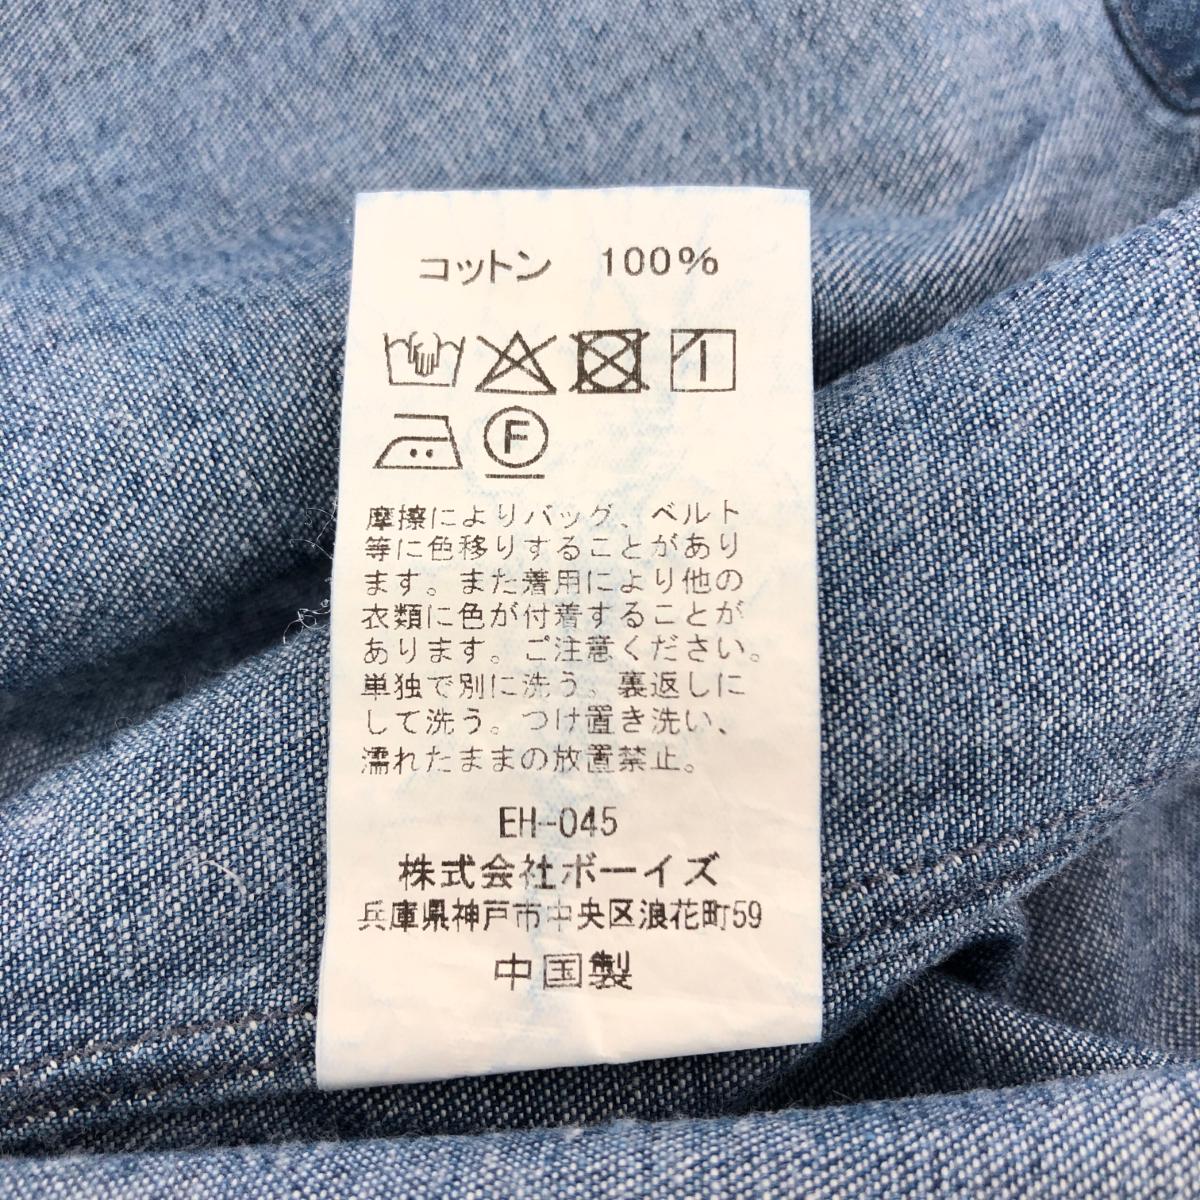 コットン 100%
F
摩擦によりバッグ、ベルト
等に色移りすることがあり
ます。また着用により他の
衣類に色が付着することが
あります。ご注意ください。
単独で別に洗う。裏返しに
して洗う。つけ置き洗い、
濡れたままの放置禁止。
EH-045
株式会社ボーイズ
兵庫県神戸市中央区浪花町59
中国製